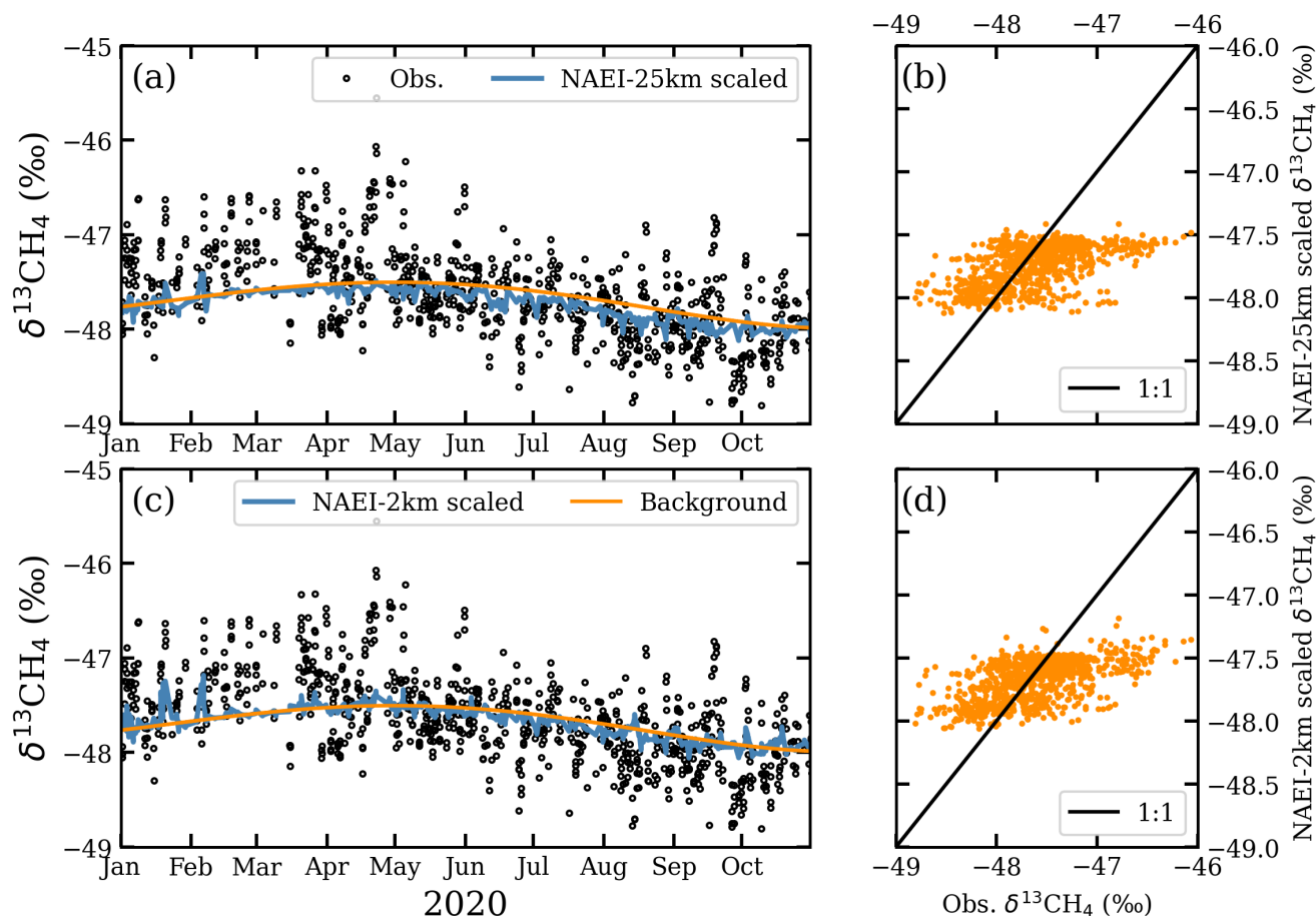 −49 −48 −47 −46
(a) Obs. NAEI-25km scaled
−45
−46
−47
−48
−49
δ¹³CH₄ (‰)
Jan Feb Mar Apr May Jun Jul Aug Sep Oct
(b)
1:1
−46.0
−46.5
−47.0
−47.5
−48.0
−48.5
−49.0
NAEI-25km scaled δ¹³CH₄ (‰)
(c) NAEI-2km scaled Background
−45
−46
−47
−48
−49
δ¹³CH₄ (‰)
Jan Feb Mar Apr May Jun Jul Aug Sep Oct
2020
(d)
1:1
−46.0
−46.5
−47.0
−47.5
−48.0
−48.5
−49.0
NAEI-2km scaled δ¹³CH₄ (‰)
−49 −48 −47 −46
Obs. δ¹³CH₄ (‰)